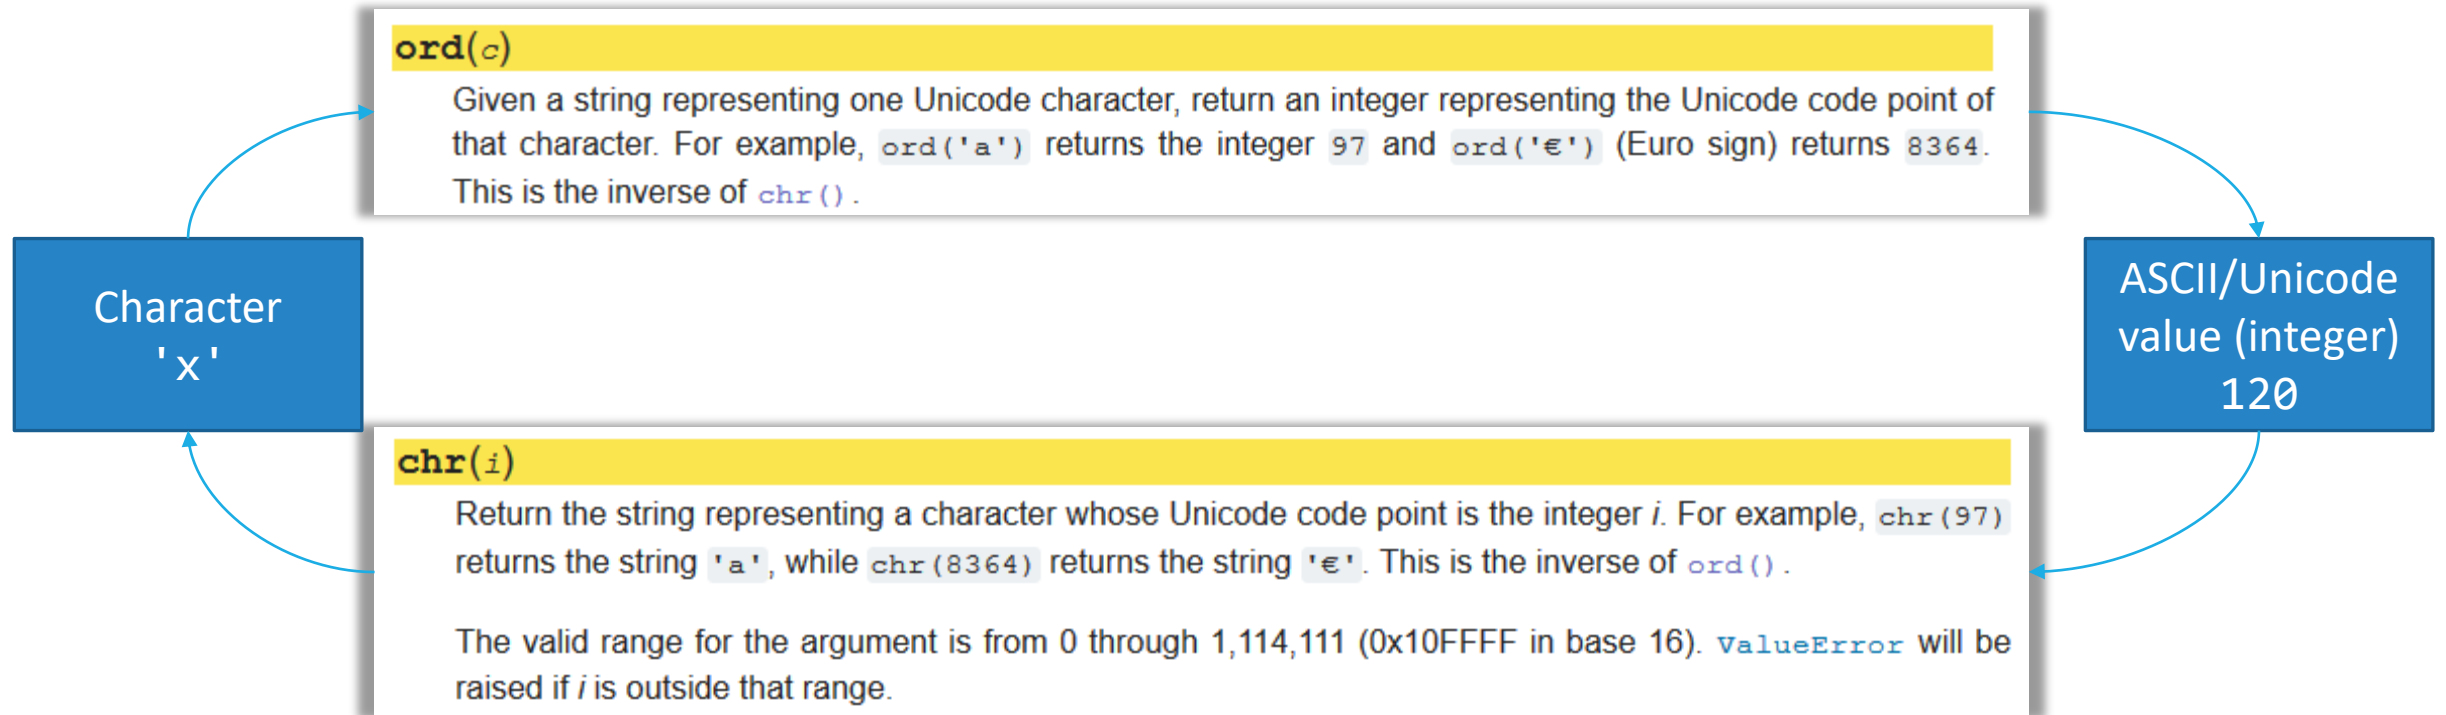 ord(c)
Given a string representing one Unicode character, return an integer representing the Unicode code point of
that character. For example, ord('a') returns the integer 97 and ord('€') (Euro sign) returns 8364.
This is the inverse of chr().
Character
'x'
ASCII/Unicode
value (integer)
120
chr(i)
Return the string representing a character whose Unicode code point is the integer i. For example, chr(97)
returns the string 'a', while chr(8364) returns the string '€'. This is the inverse of ord().
The valid range for the argument is from 0 through 1,114,111 (0x10FFFF in base 16). ValueError will be
raised if i is outside that range.